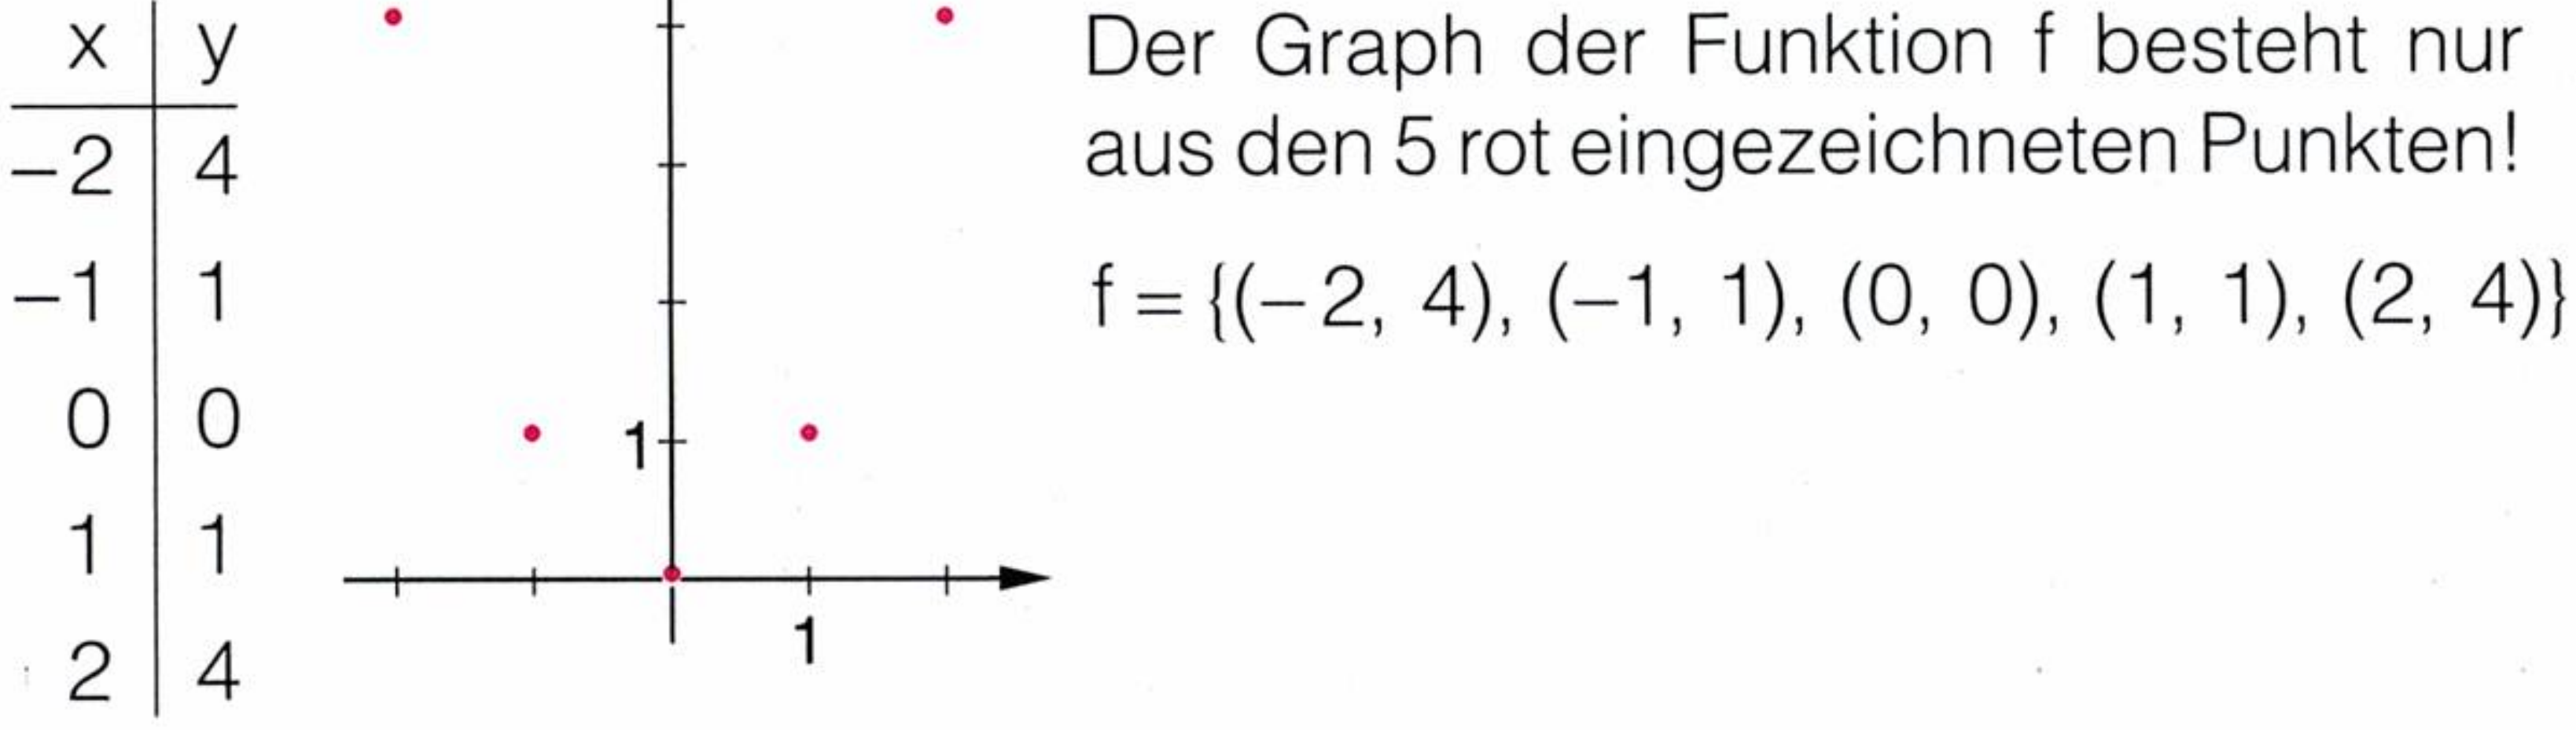 x y
−2 4
−1 1
0 0
1 1
2 4
1
1
Der Graph der Funktion f besteht nur
aus den 5 rot eingezeichneten Punkten!
f = {(−2, 4), (−1, 1), (0, 0), (1, 1), (2, 4)}